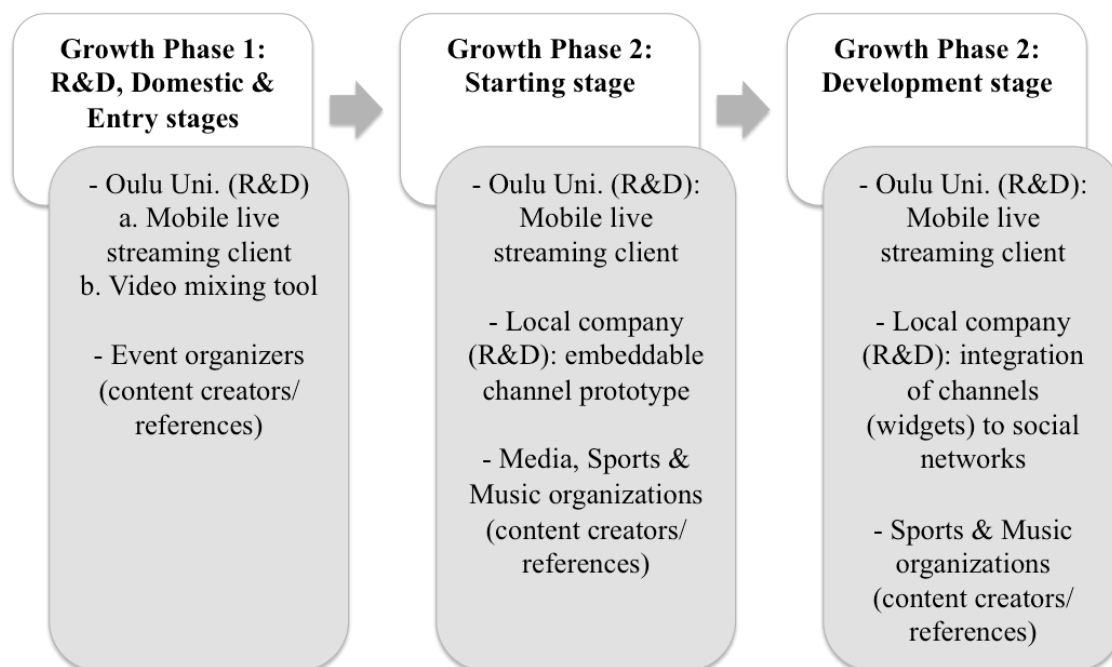 Growth Phase 1:
R&D, Domestic &
Entry stages
- Oulu Uni. (R&D)
a. Mobile live
streaming client
b. Video mixing tool
- Event organizers
(content creators/
references)
Growth Phase 2:
Starting stage
- Oulu Uni. (R&D):
Mobile live
streaming client
- Local company
(R&D): embeddable
channel prototype
- Media, Sports &
Music organizations
(content creators/
references)
Growth Phase 2:
Development stage
- Oulu Uni. (R&D):
Mobile live
streaming client
- Local company
(R&D): integration
of channels
(widgets) to social
networks
- Sports & Music
organizations
(content creators/
references)